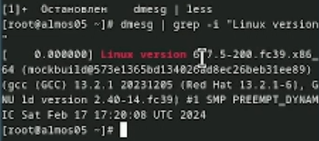 [1]+  Остановлен    dmesg | less
[root@almos05 ~]# dmesg | grep -i "Linux version
"
[    0.000000] Linux version 6.7.5-200.fc39.x86_
64 (mockbuild@573e1365bd134026ad8ec26beb31ee89)
(gcc (GCC) 13.2.1 20231205 (Red Hat 13.2.1-6), G
NU ld version 2.40-14.fc39) #1 SMP PREEMPT_DYNAM
IC Sat Feb 17 17:20:08 UTC 2024
[root@almos05 ~]#